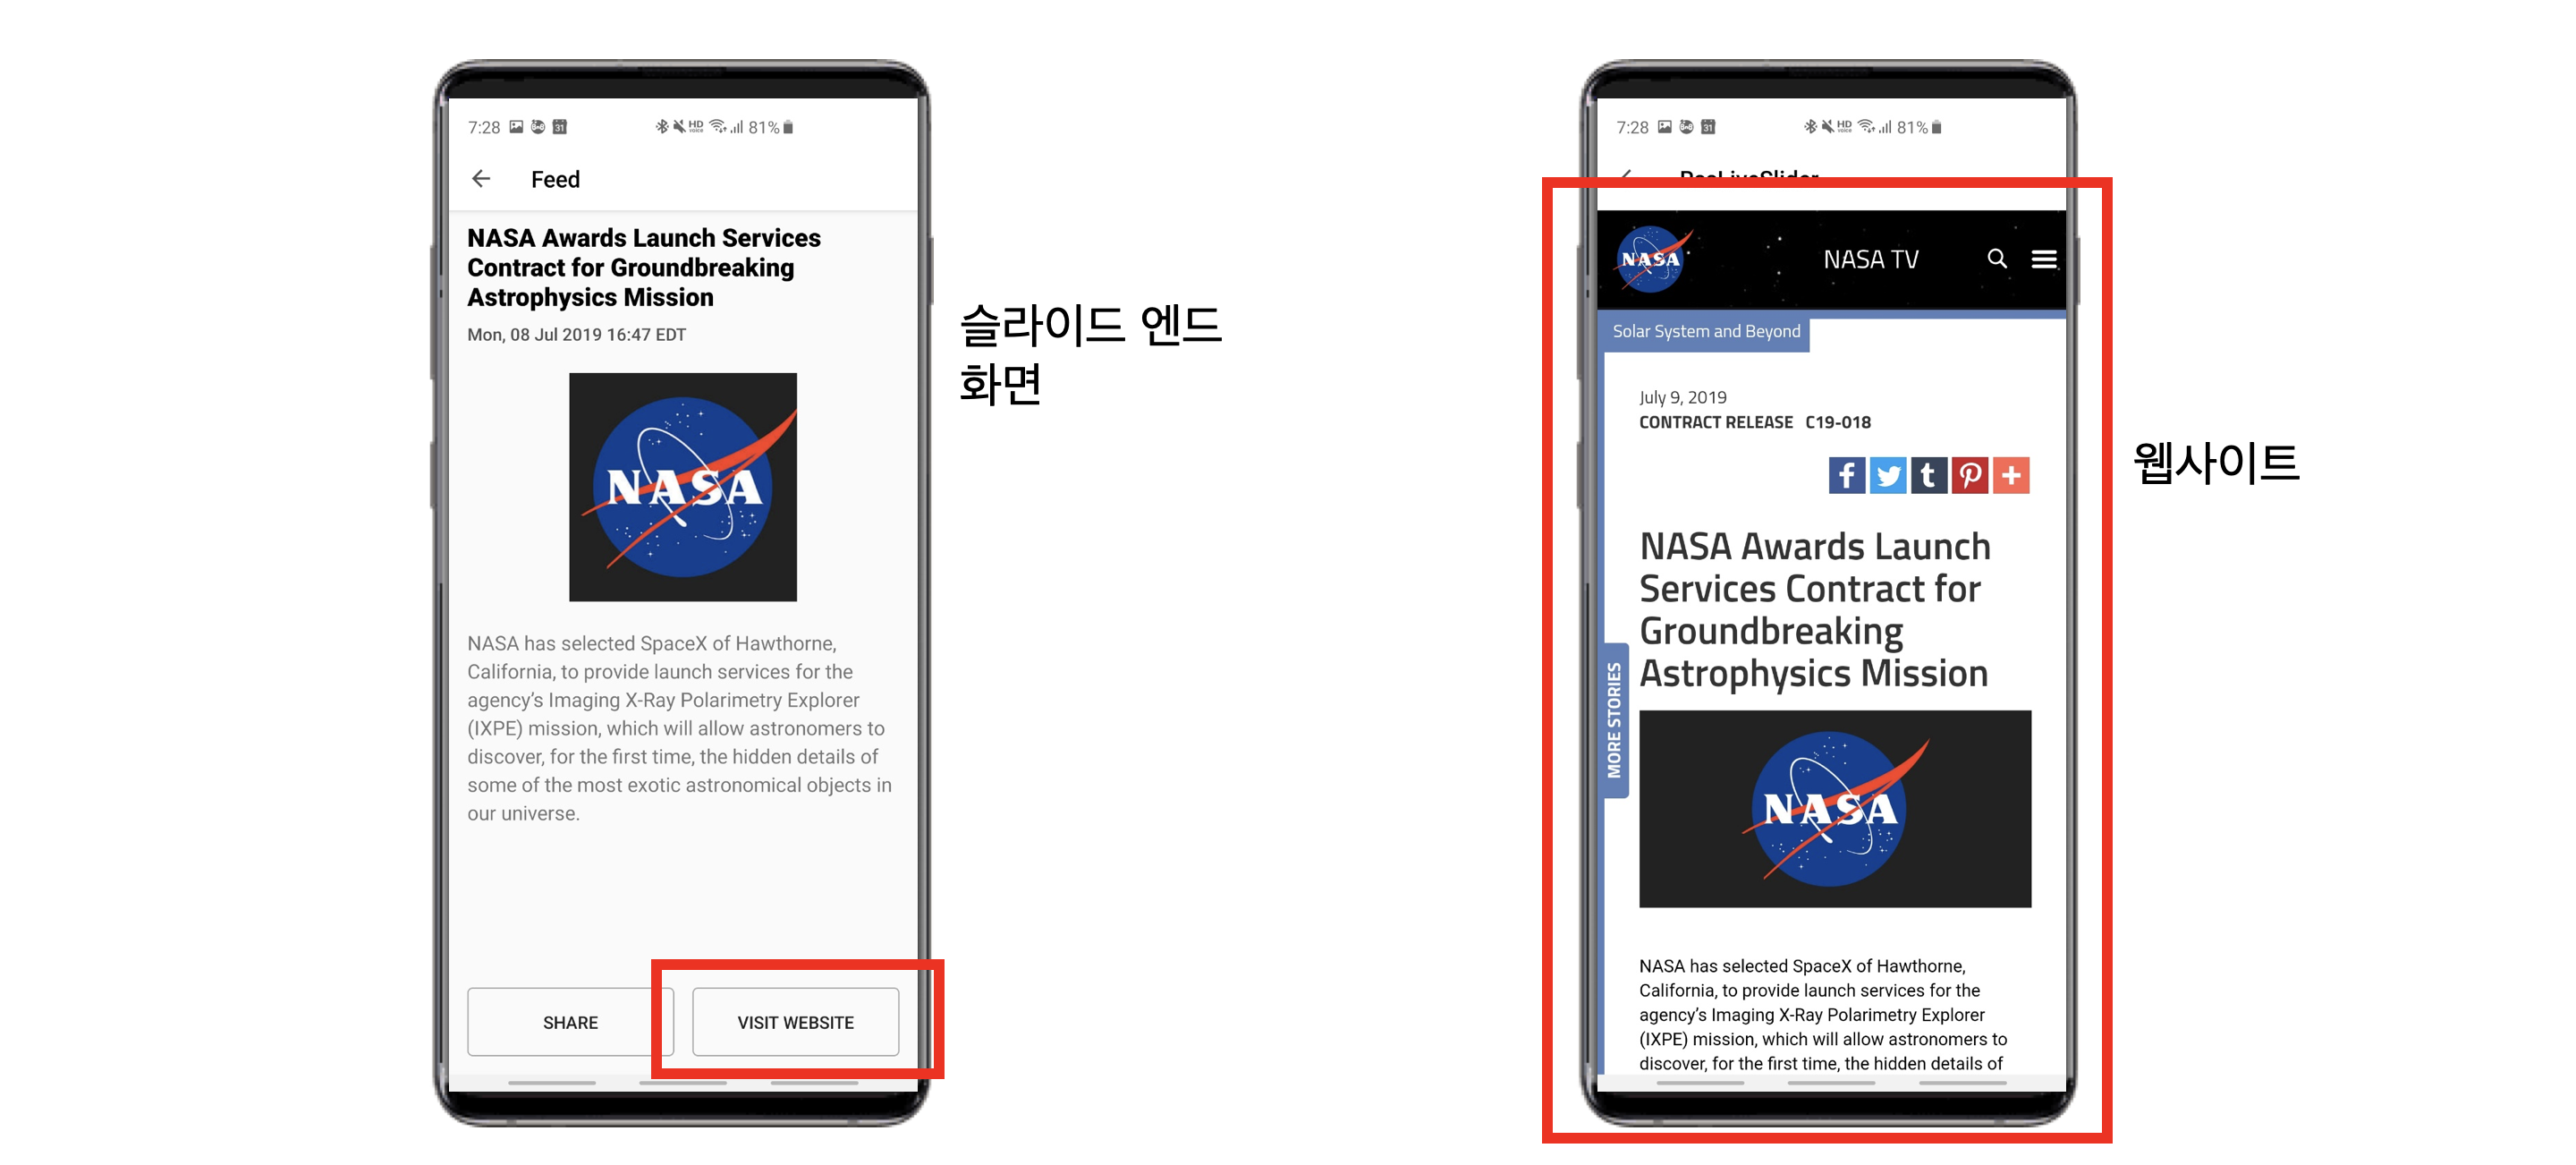 7:28 31 HD voice 81%
Feed
NASA Awards Launch Services
Contract for Groundbreaking
Astrophysics Mission
Mon, 08 Jul 2019 16:47 EDT
NASA
NASA has selected SpaceX of Hawthorne,
California, to provide launch services for the
agency’s Imaging X-Ray Polarimetry Explorer
(IXPE) mission, which will allow astronomers to
discover, for the first time, the hidden details of
some of the most exotic astronomical objects in
our universe.
SHARE
VISIT WEBSITE
슬라이드 엔드
화면
7:28 31 HD voice 81%
NASA
NASA TV
Solar System and Beyond
July 9, 2019
CONTRACT RELEASE C19-018
NASA Awards Launch
Services Contract for
Groundbreaking
Astrophysics Mission
MORE STORIES
NASA
NASA has selected SpaceX of Hawthorne,
California, to provide launch services for the
agency’s Imaging X-Ray Polarimetry Explorer
(IXPE) mission, which will allow astronomers to
discover, for the first time, the hidden details of
웹사이트